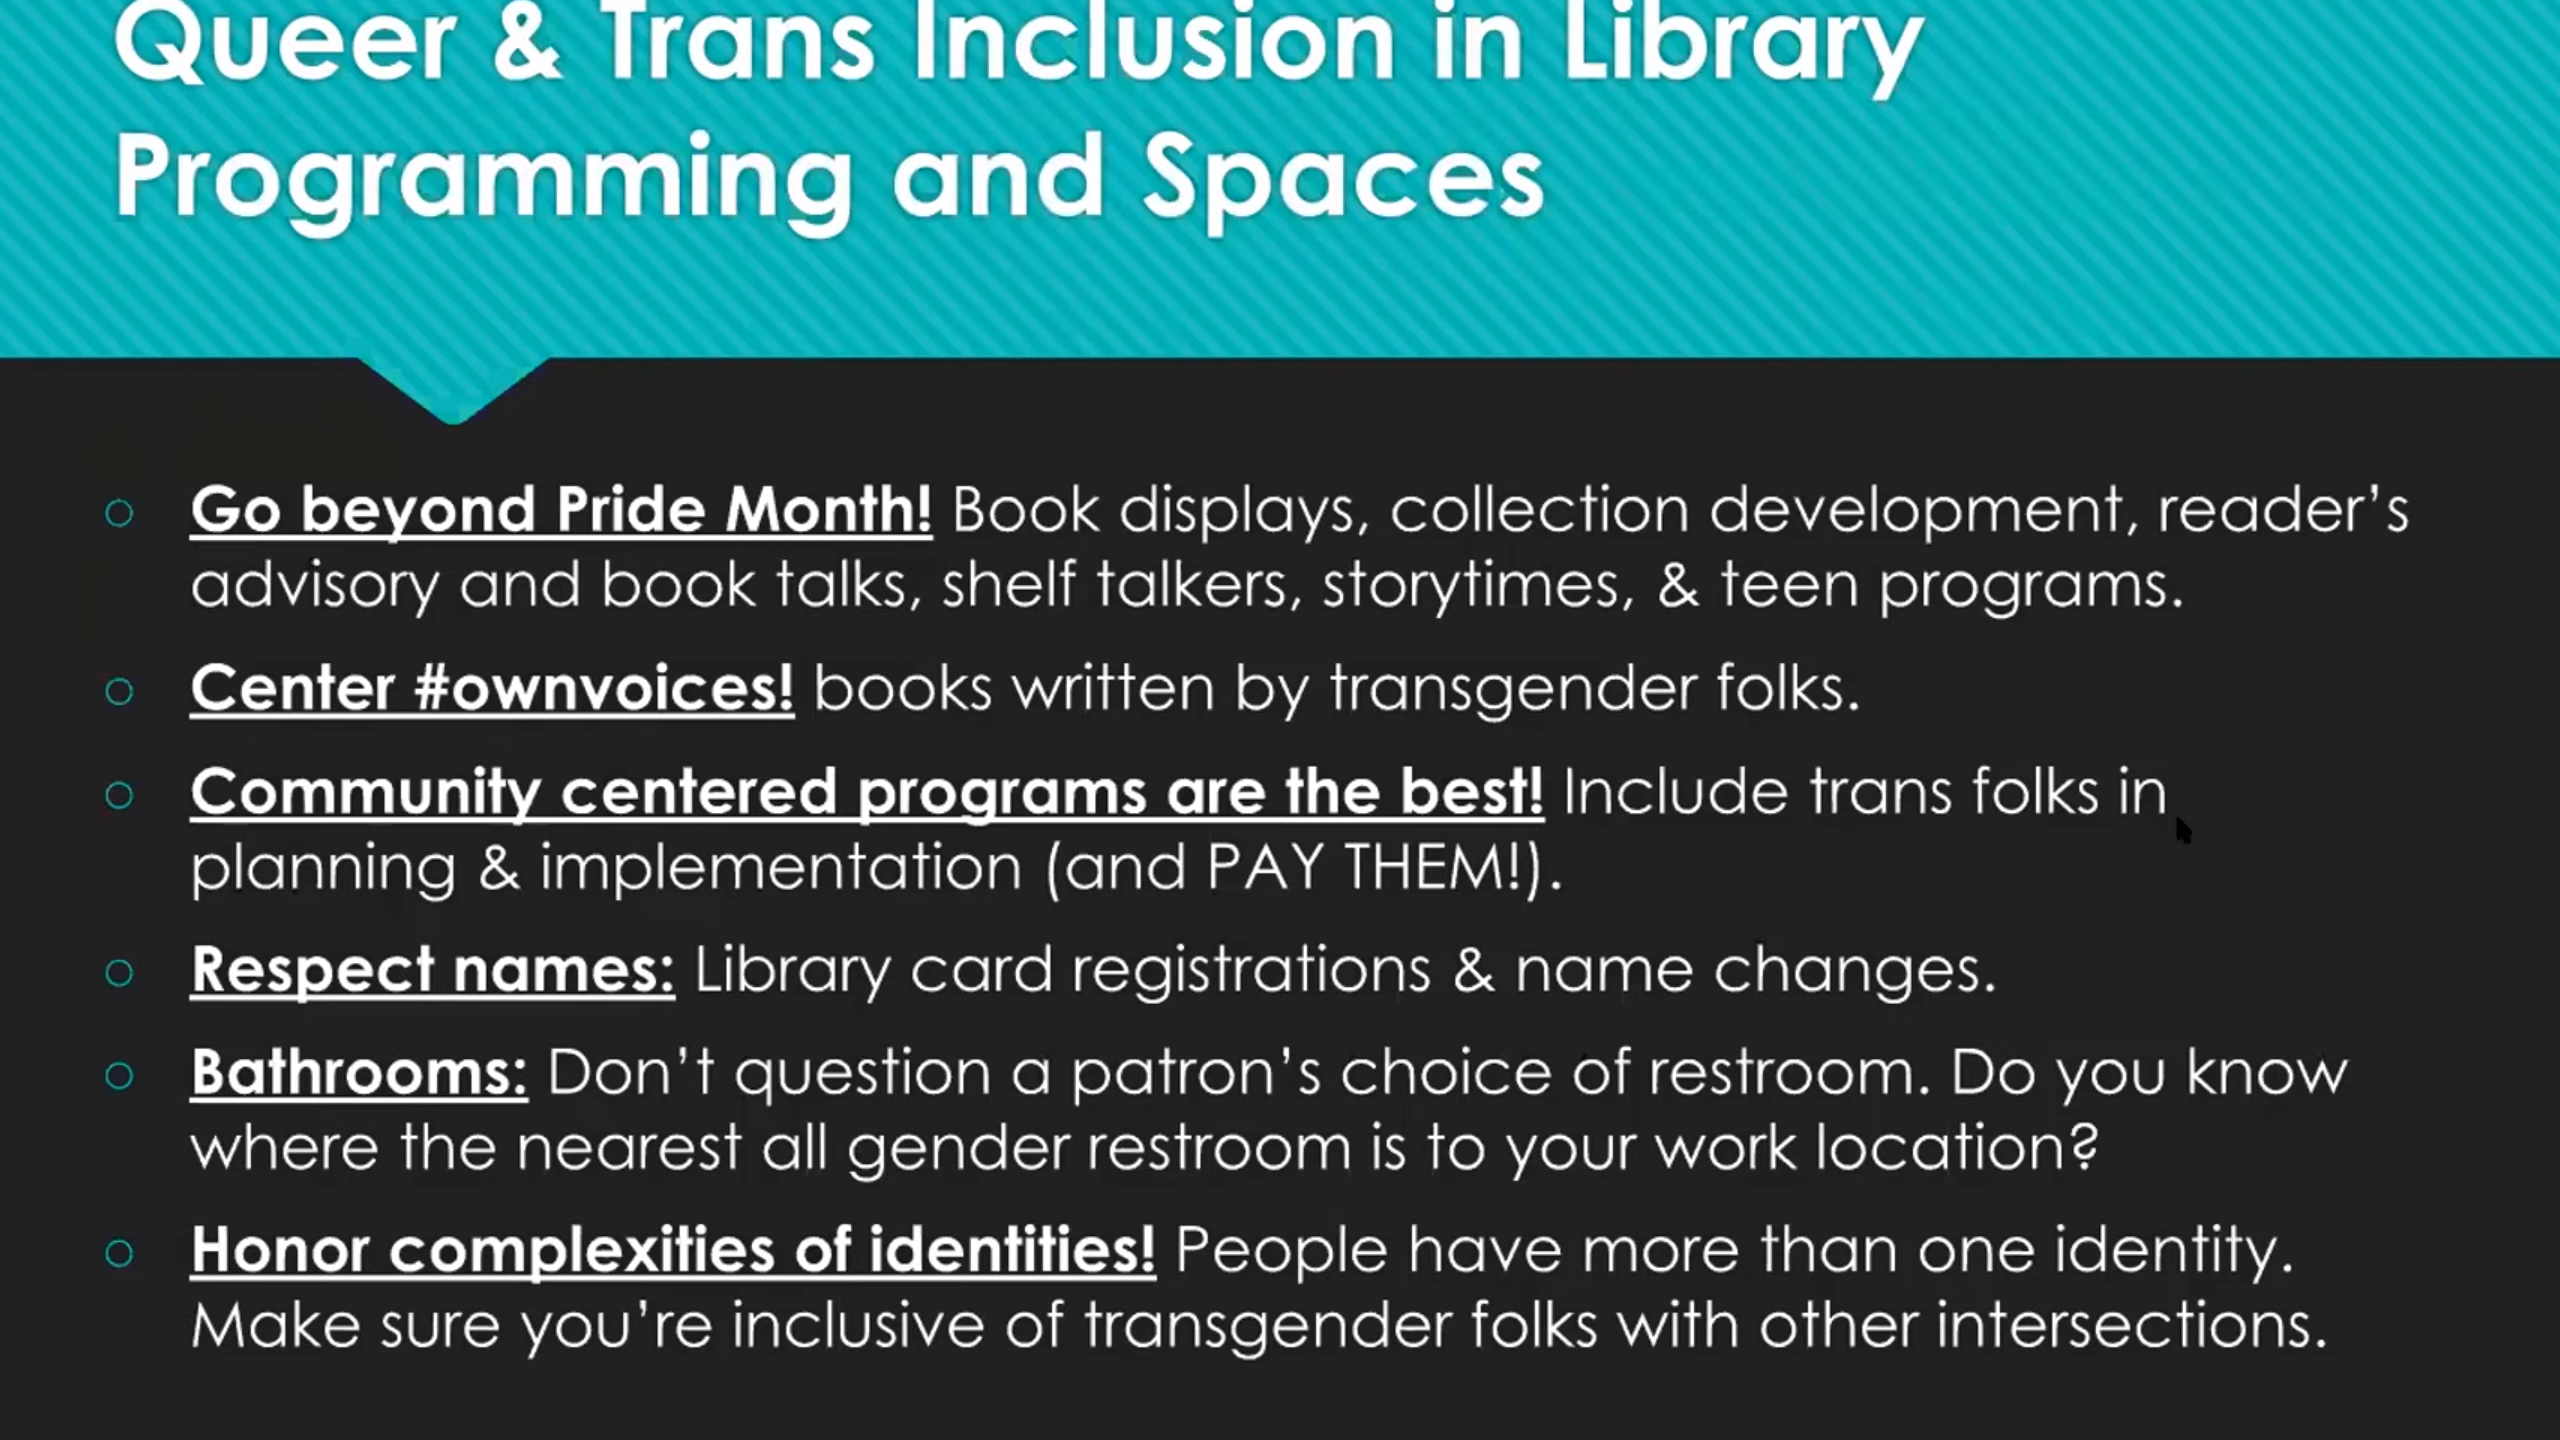 Queer & Trans Inclusion in Library
Programming and Spaces
Go beyond Pride Month! Book displays, collection development, reader’s
advisory and book talks, shelf talkers, storytimes, & teen programs.
Center #ownvoices! books written by transgender folks.
Community centered programs are the best! Include trans folks in
planning & implementation (and PAY THEM!).
Respect names: Library card registrations & name changes.
Bathrooms: Don’t question a patron’s choice of restroom. Do you know
where the nearest all gender restroom is to your work location?
Honor complexities of identities! People have more than one identity.
Make sure you’re inclusive of transgender folks with other intersections.